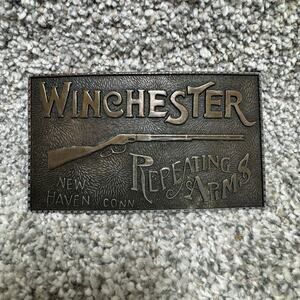 WINCHESTER
REPEATING
NEW ARMS
HAVEN CONN